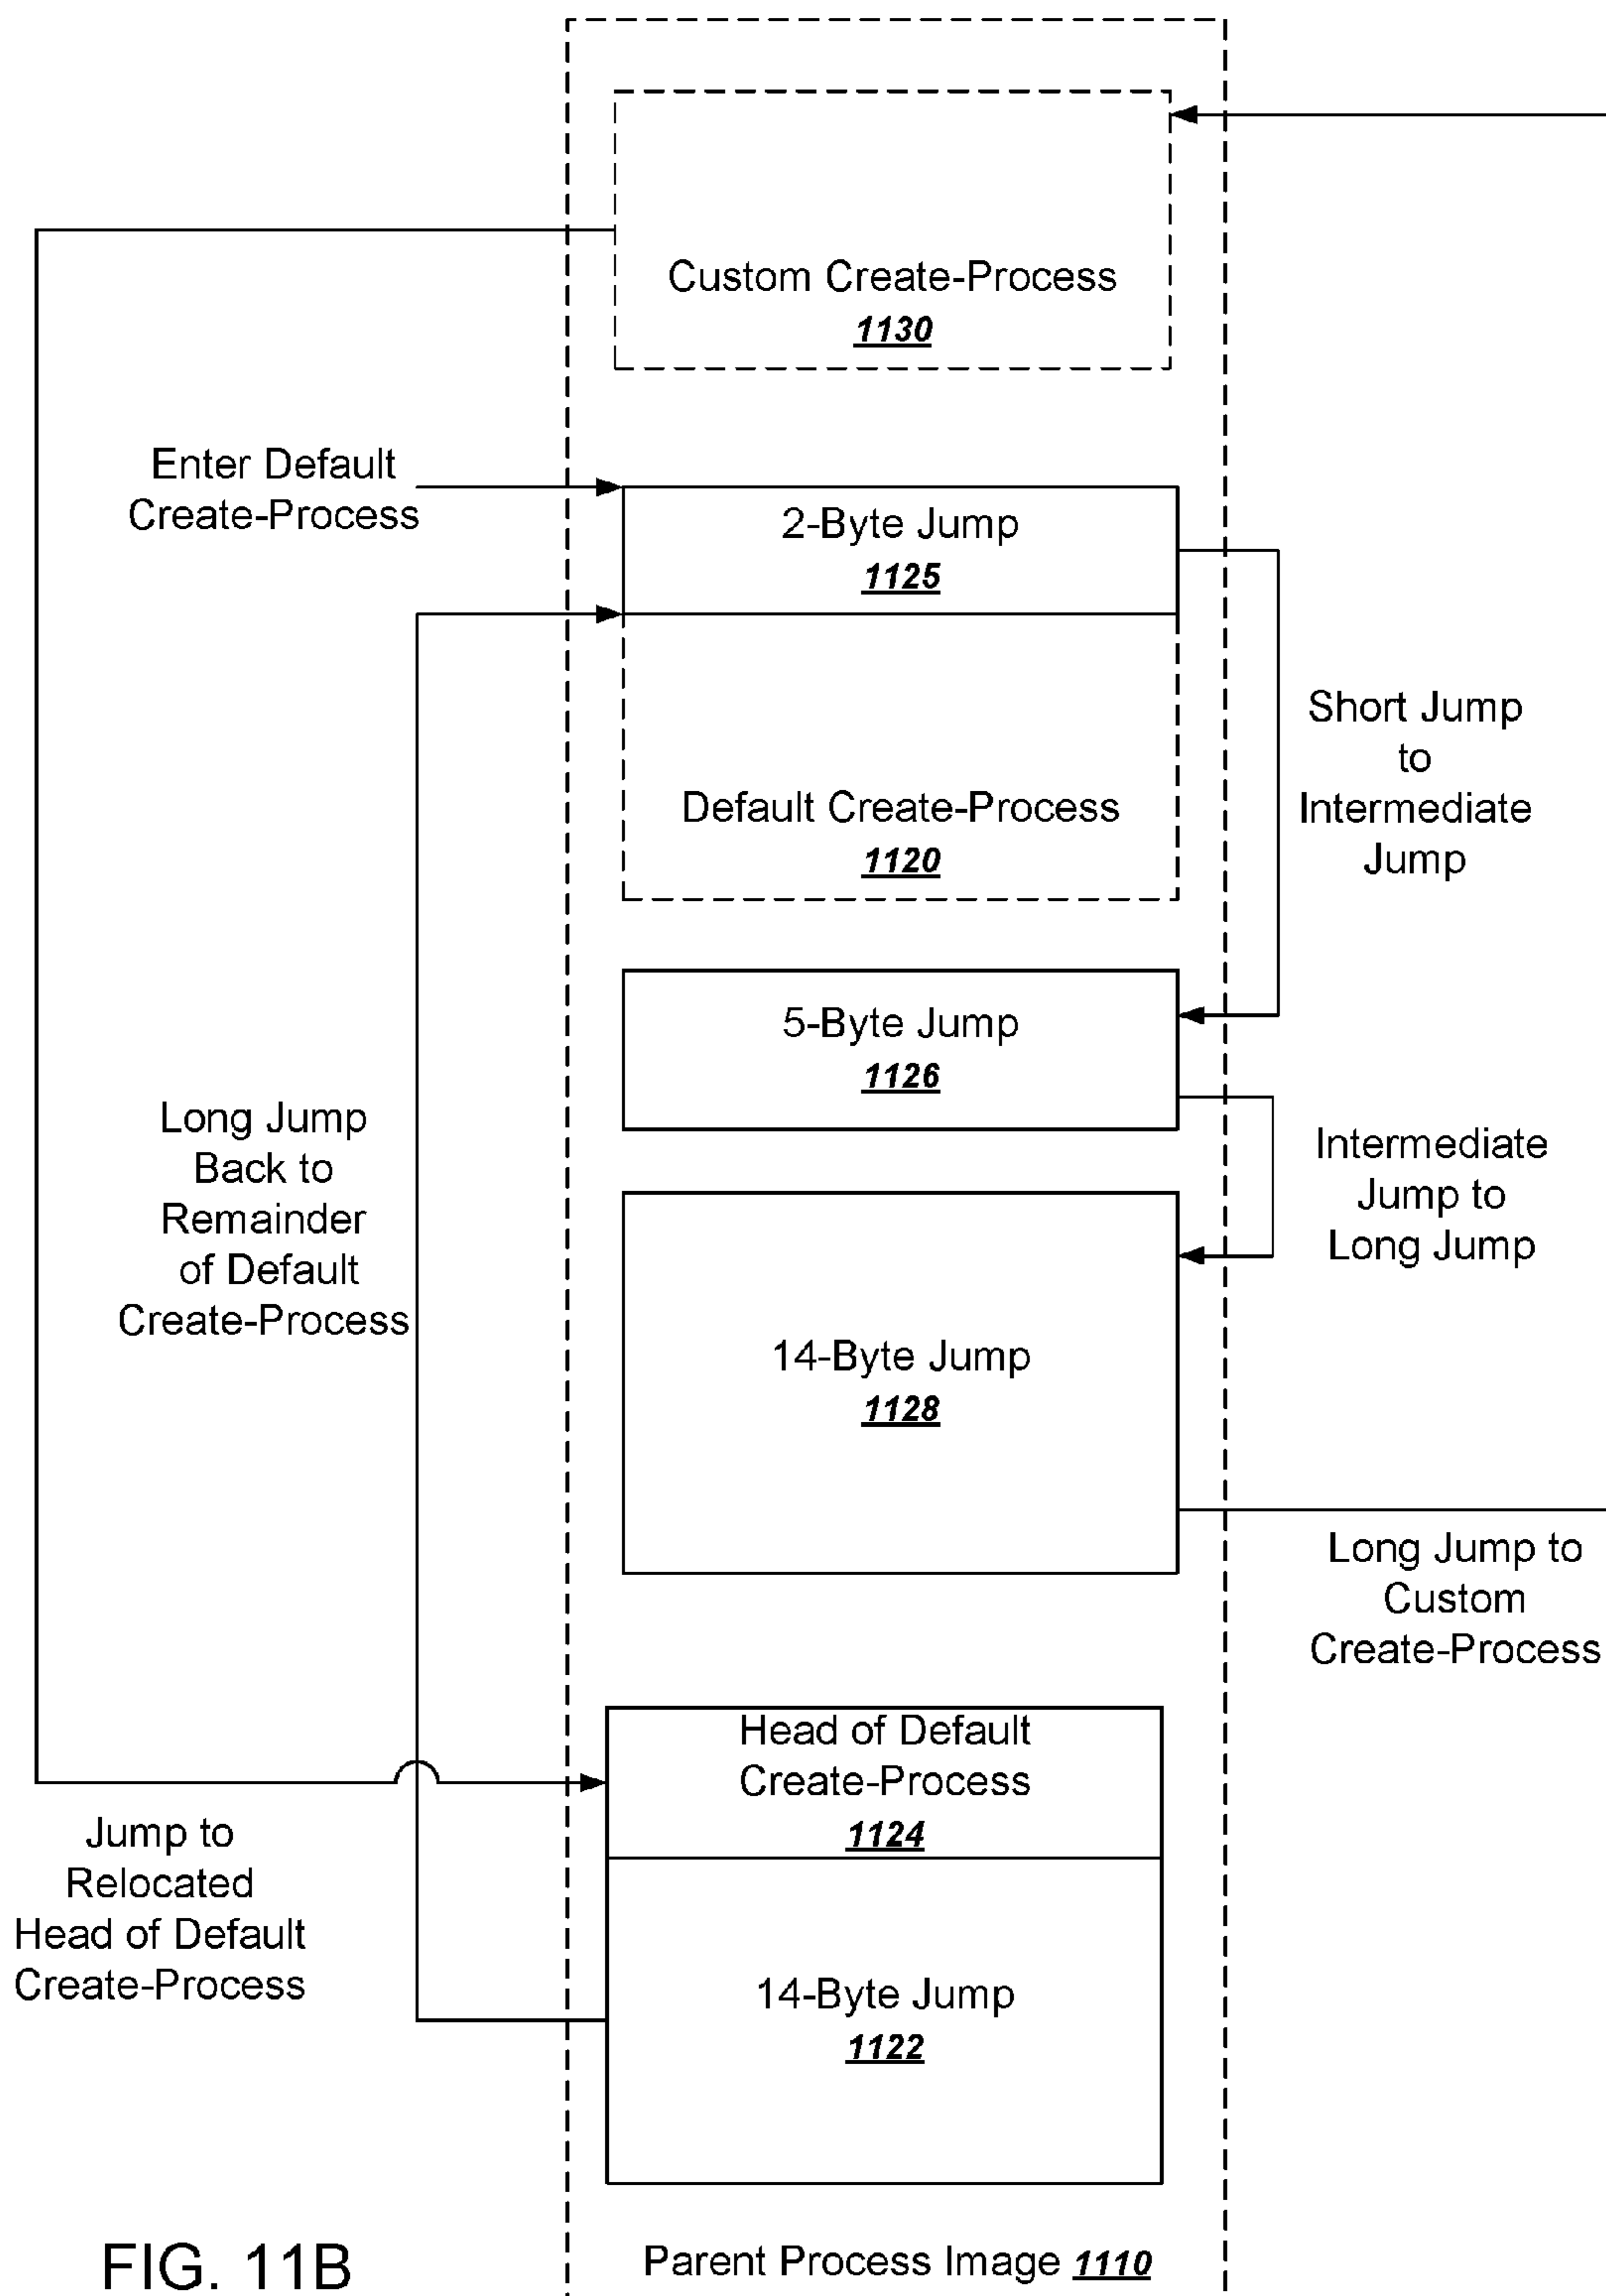 Custom Create-Process
1130
Enter Default
Create-Process
2-Byte Jump
1125
Short Jump
to
Intermediate
Jump
Default Create-Process
1120
5-Byte Jump
1126
Long Jump
Back to
Remainder
of Default
Create-Process
Intermediate
Jump to
Long Jump
14-Byte Jump
1128
Long Jump to
Custom
Create-Process
Head of Default
Create-Process
1124
Jump to
Relocated
Head of Default
Create-Process
14-Byte Jump
1122
FIG. 11B
Parent Process Image 1110